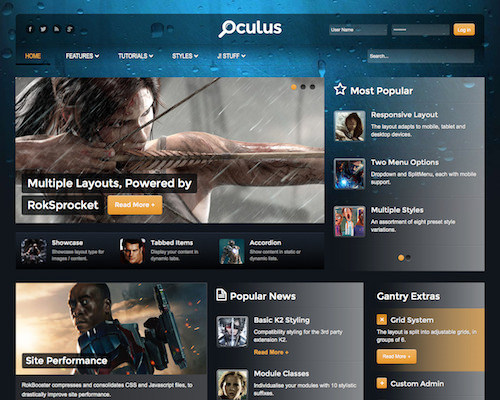 Oculus
User Name
Log in
HOME
FEATURES
TUTORIALS
STYLES
J! STUFF
Search...
Multiple Layouts, Powered by
RokSprocket
Read More +
Most Popular
Responsive Layout
The layout adapts to mobile, tablet and
desktop devices.
Two Menu Options
Dropdown and SplitMenu, each with mobile
support.
Multiple Styles
An assortment of eight preset style
variations.
Showcase
Showcase layout type for
images / content.
Tabbed Items
Display your content in
dynamic tabs.
Accordion
Show content in static or
dynamic lists.
Site Performance
RokBooster compresses and consolidates CSS and Javascript files, to
drastically improve site performance.
Popular News
Basic K2 Styling
Compatibility styling for the 3rd party
extension K2.
Read More +
Module Classes
Individualise your modules with 10 stylistic
suffixes.
Gantry Extras
Grid System
The layout is split into adjustable grids, in
groups of 6.
Read More +
Custom Admin